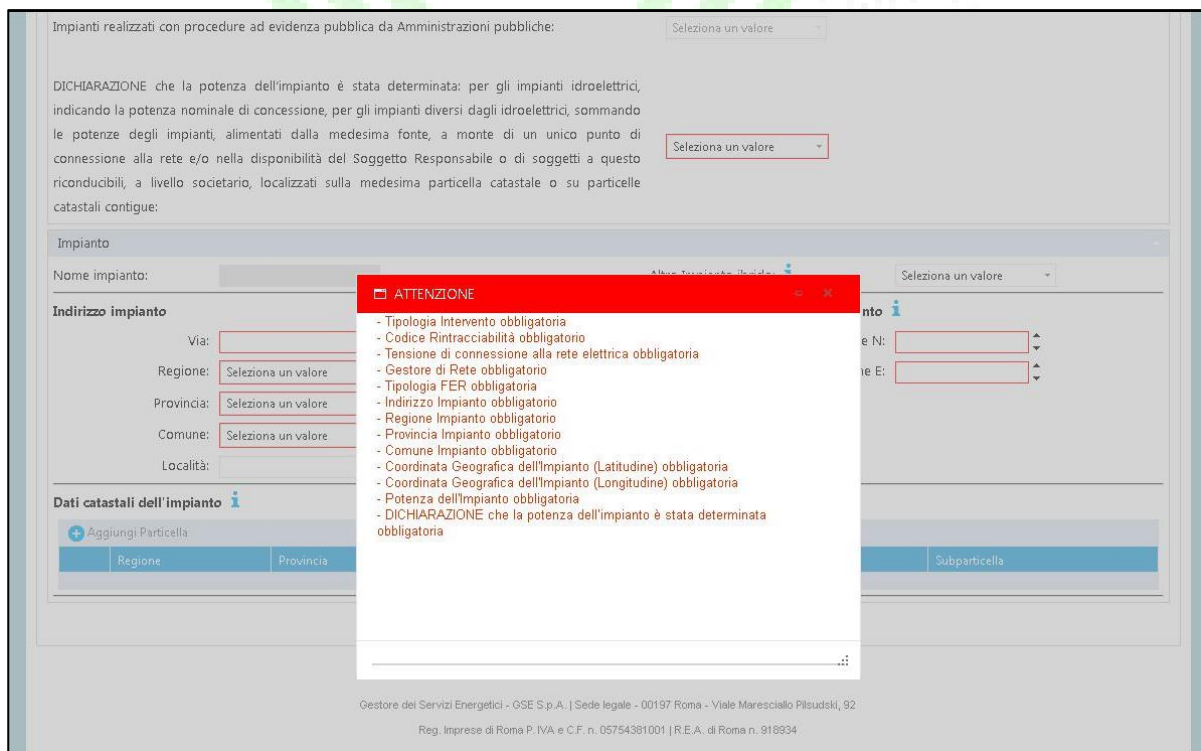 Impianti realizzati con procedure ad evidenza pubblica da Amministrazioni pubbliche:
Seleziona un valore
DICHIARAZIONE che la potenza dell'impianto è stata determinata: per gli impianti idroelettrici,
indicando la potenza nominale di concessione, per gli impianti diversi dagli idroelettrici, sommando
le potenze degli impianti, alimentati dalla medesima fonte, a monte di un unico punto di
connessione alla rete e/o nella disponibilità del Soggetto Responsabile o di soggetti a questo
riconducibili, a livello societario, localizzati sulla medesima particella catastale o su particelle
catastali contigue:
Seleziona un valore
Impianto
Nome impianto:
Seleziona un valore
Indirizzo impianto
nto
Via:
e N:
Regione: Seleziona un valore
ne E:
Provincia: Seleziona un valore
Comune: Seleziona un valore
Località:
Dati catastali dell'impianto
Aggiungi Particella
Regione Provincia Subparticella
ATTENZIONE
- Tipologia Intervento obbligatoria
- Codice Rintracciabilità obbligatorio
- Tensione di connessione alla rete elettrica obbligatoria
- Gestore di Rete obbligatorio
- Tipologia FER obbligatoria
- Indirizzo Impianto obbligatorio
- Regione Impianto obbligatorio
- Provincia Impianto obbligatorio
- Comune Impianto obbligatorio
- Coordinata Geografica dell'Impianto (Latitudine) obbligatoria
- Coordinata Geografica dell'Impianto (Longitudine) obbligatoria
- Potenza dell'Impianto obbligatoria
- DICHIARAZIONE che la potenza dell'impianto è stata determinata
obbligatoria
Gestore dei Servizi Energetici - GSE S.p.A. | Sede legale - 00197 Roma - Viale Maresciallo Pilsudski, 92
Reg. Imprese di Roma P. IVA e C.F. n. 05754381001 | R.E.A. di Roma n. 918934